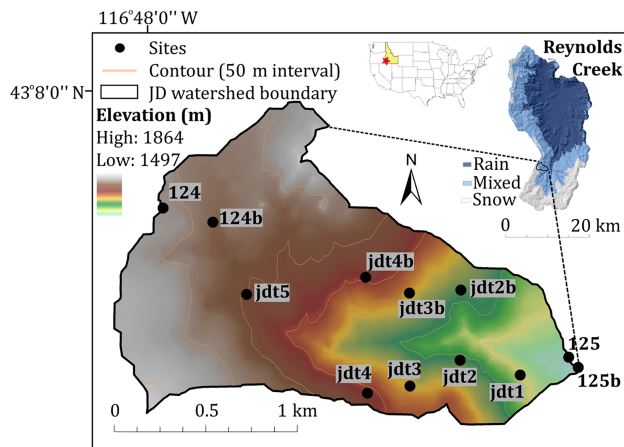 116°48'0'' W
43°8'0'' N
Sites
Contour (50 m interval)
JD watershed boundary
Elevation (m)
High: 1864
Low: 1497
Reynolds
Creek
Rain
Mixed
Snow
0 20 km
N
124
124b
jdt4b
jdt2b
jdt5
jdt3b
125
jdt3
jdt2
125b
jdt4
jdt1
0 0.5 1 km